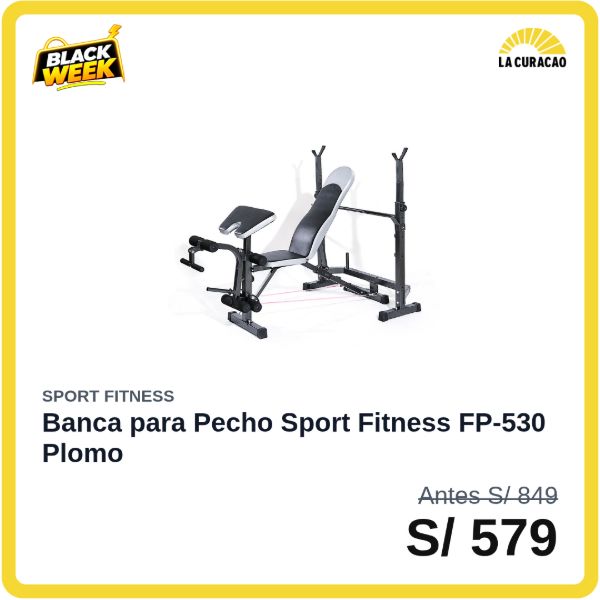 BLACK
WEEK
LA CURACAO
SPORT FITNESS
Banca para Pecho Sport Fitness FP-530
Plomo
Antes S/ 849
S/ 579